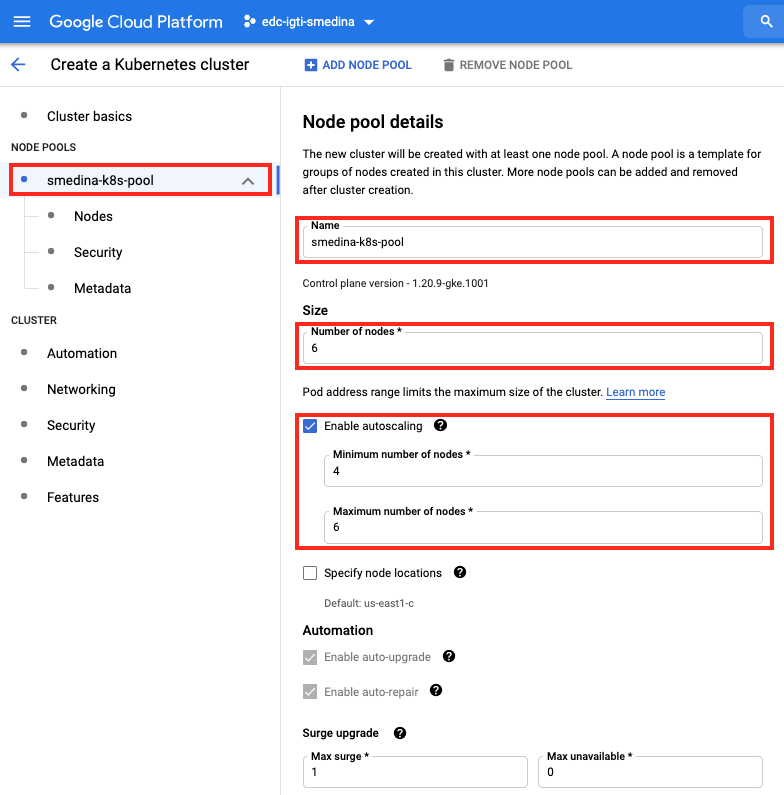 Google Cloud Platform
edc-igti-smedina
Create a Kubernetes cluster
ADD NODE POOL
REMOVE NODE POOL
Cluster basics
NODE POOLS
smedina-k8s-pool
Nodes
Security
Metadata
CLUSTER
Automation
Networking
Security
Metadata
Features
Node pool details
The new cluster will be created with at least one node pool. A node pool is a template for
groups of nodes created in this cluster. More node pools can be added and removed
after cluster creation.
Name
smedina-k8s-pool
Control plane version - 1.20.9-gke.1001
Size
Number of nodes *
6
Pod address range limits the maximum size of the cluster. Learn more
Enable autoscaling ?
Minimum number of nodes *
4
Maximum number of nodes *
6
Specify node locations ?
Default: us-east1-c
Automation
Enable auto-upgrade ?
Enable auto-repair ?
Surge upgrade ?
Max surge *
1
Max unavailable *
0